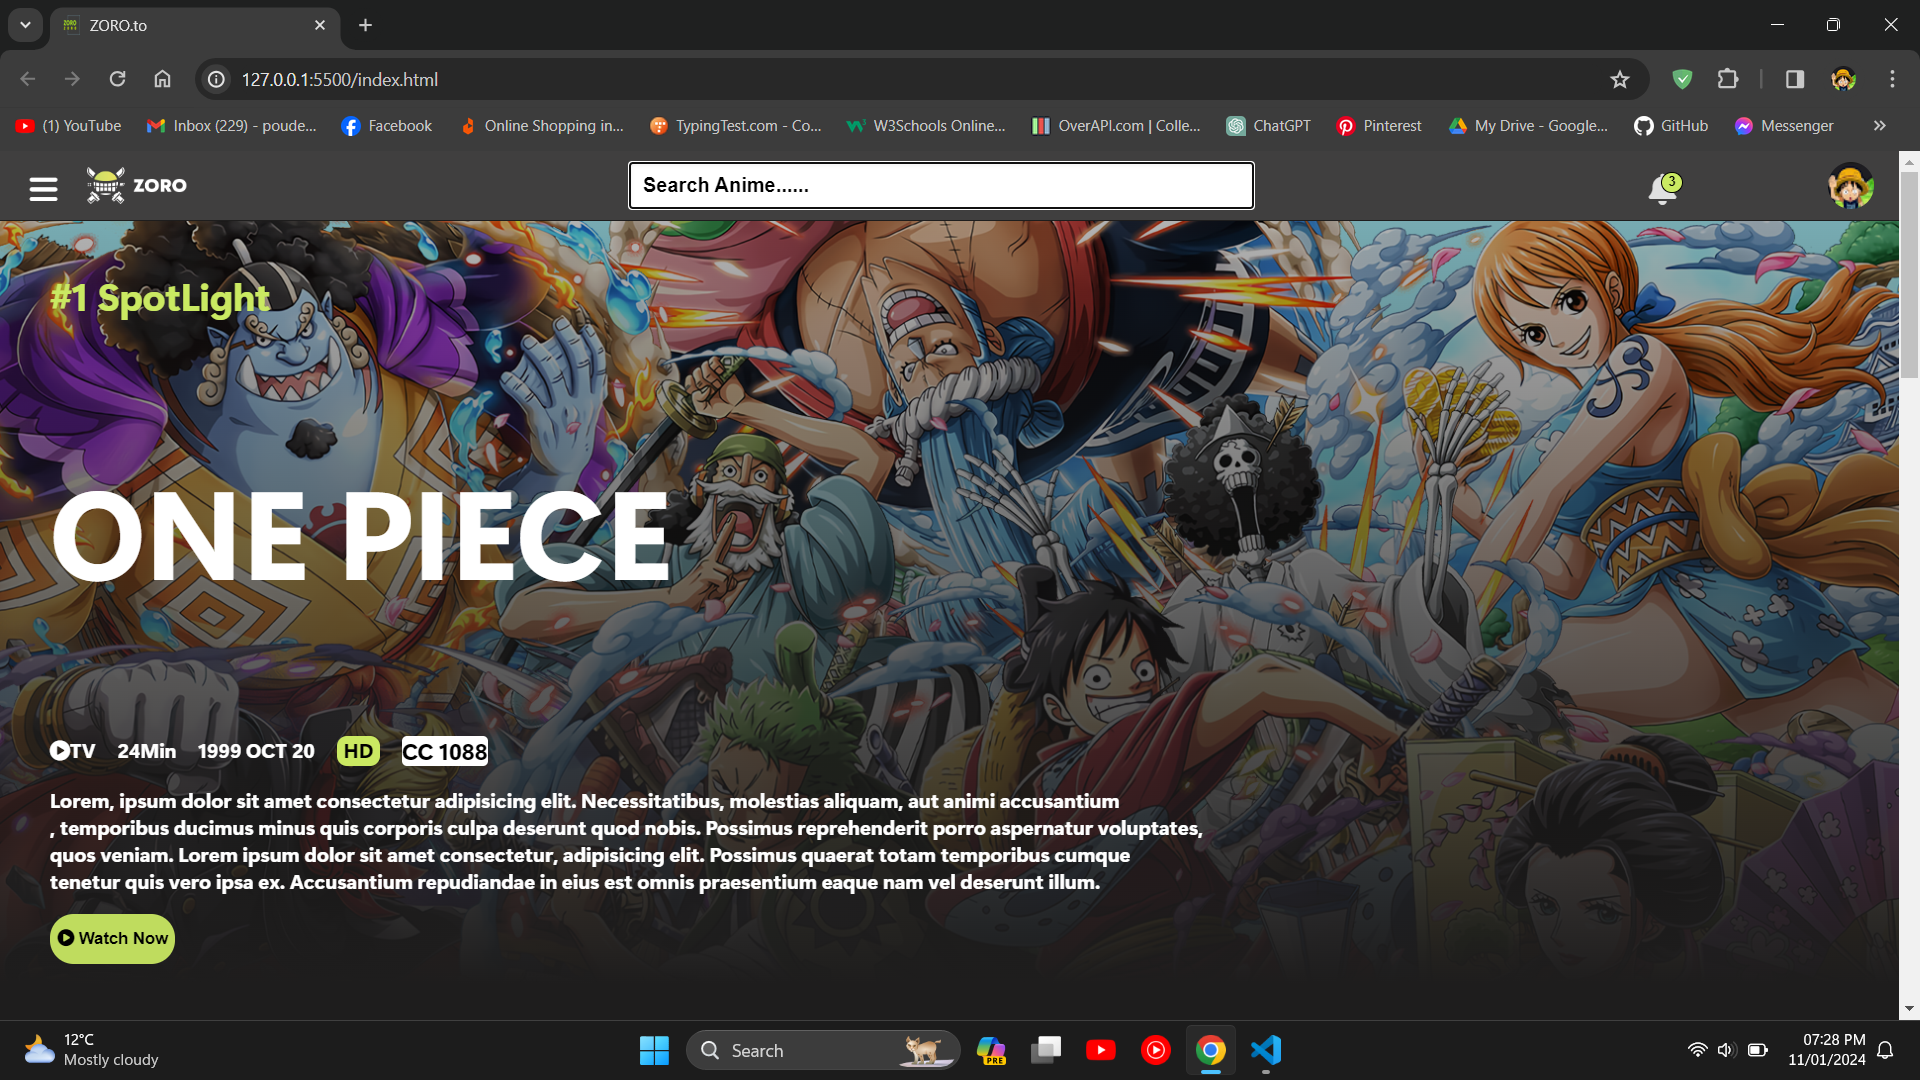 ZORO.to
127.0.0.1:5500/index.html
(1) YouTube
Inbox (229) - poude...
Facebook
Online Shopping in...
TypingTest.com - Co...
W3Schools Online...
OverAPI.com | Colle...
ChatGPT
Pinterest
My Drive - Google...
GitHub
Messenger
ZORO
Search Anime......
3
#1 SpotLight
ONE PIECE
TV 24Min 1999 OCT 20 HD CC 1088
Lorem, ipsum dolor sit amet consectetur adipisicing elit. Necessitatibus, molestias aliquam, aut animi accusantium
, temporibus ducimus minus quis corporis culpa deserunt quod nobis. Possimus reprehenderit porro aspernatur voluptates,
quos veniam. Lorem ipsum dolor sit amet consectetur, adipisicing elit. Possimus quaerat totam temporibus cumque
tenetur quis vero ipsa ex. Accusantium repudiandae in eius est omnis praesentium eaque nam vel deserunt illum.
Watch Now
12°C
Mostly cloudy
Search
PRE
07:28 PM
11/01/2024